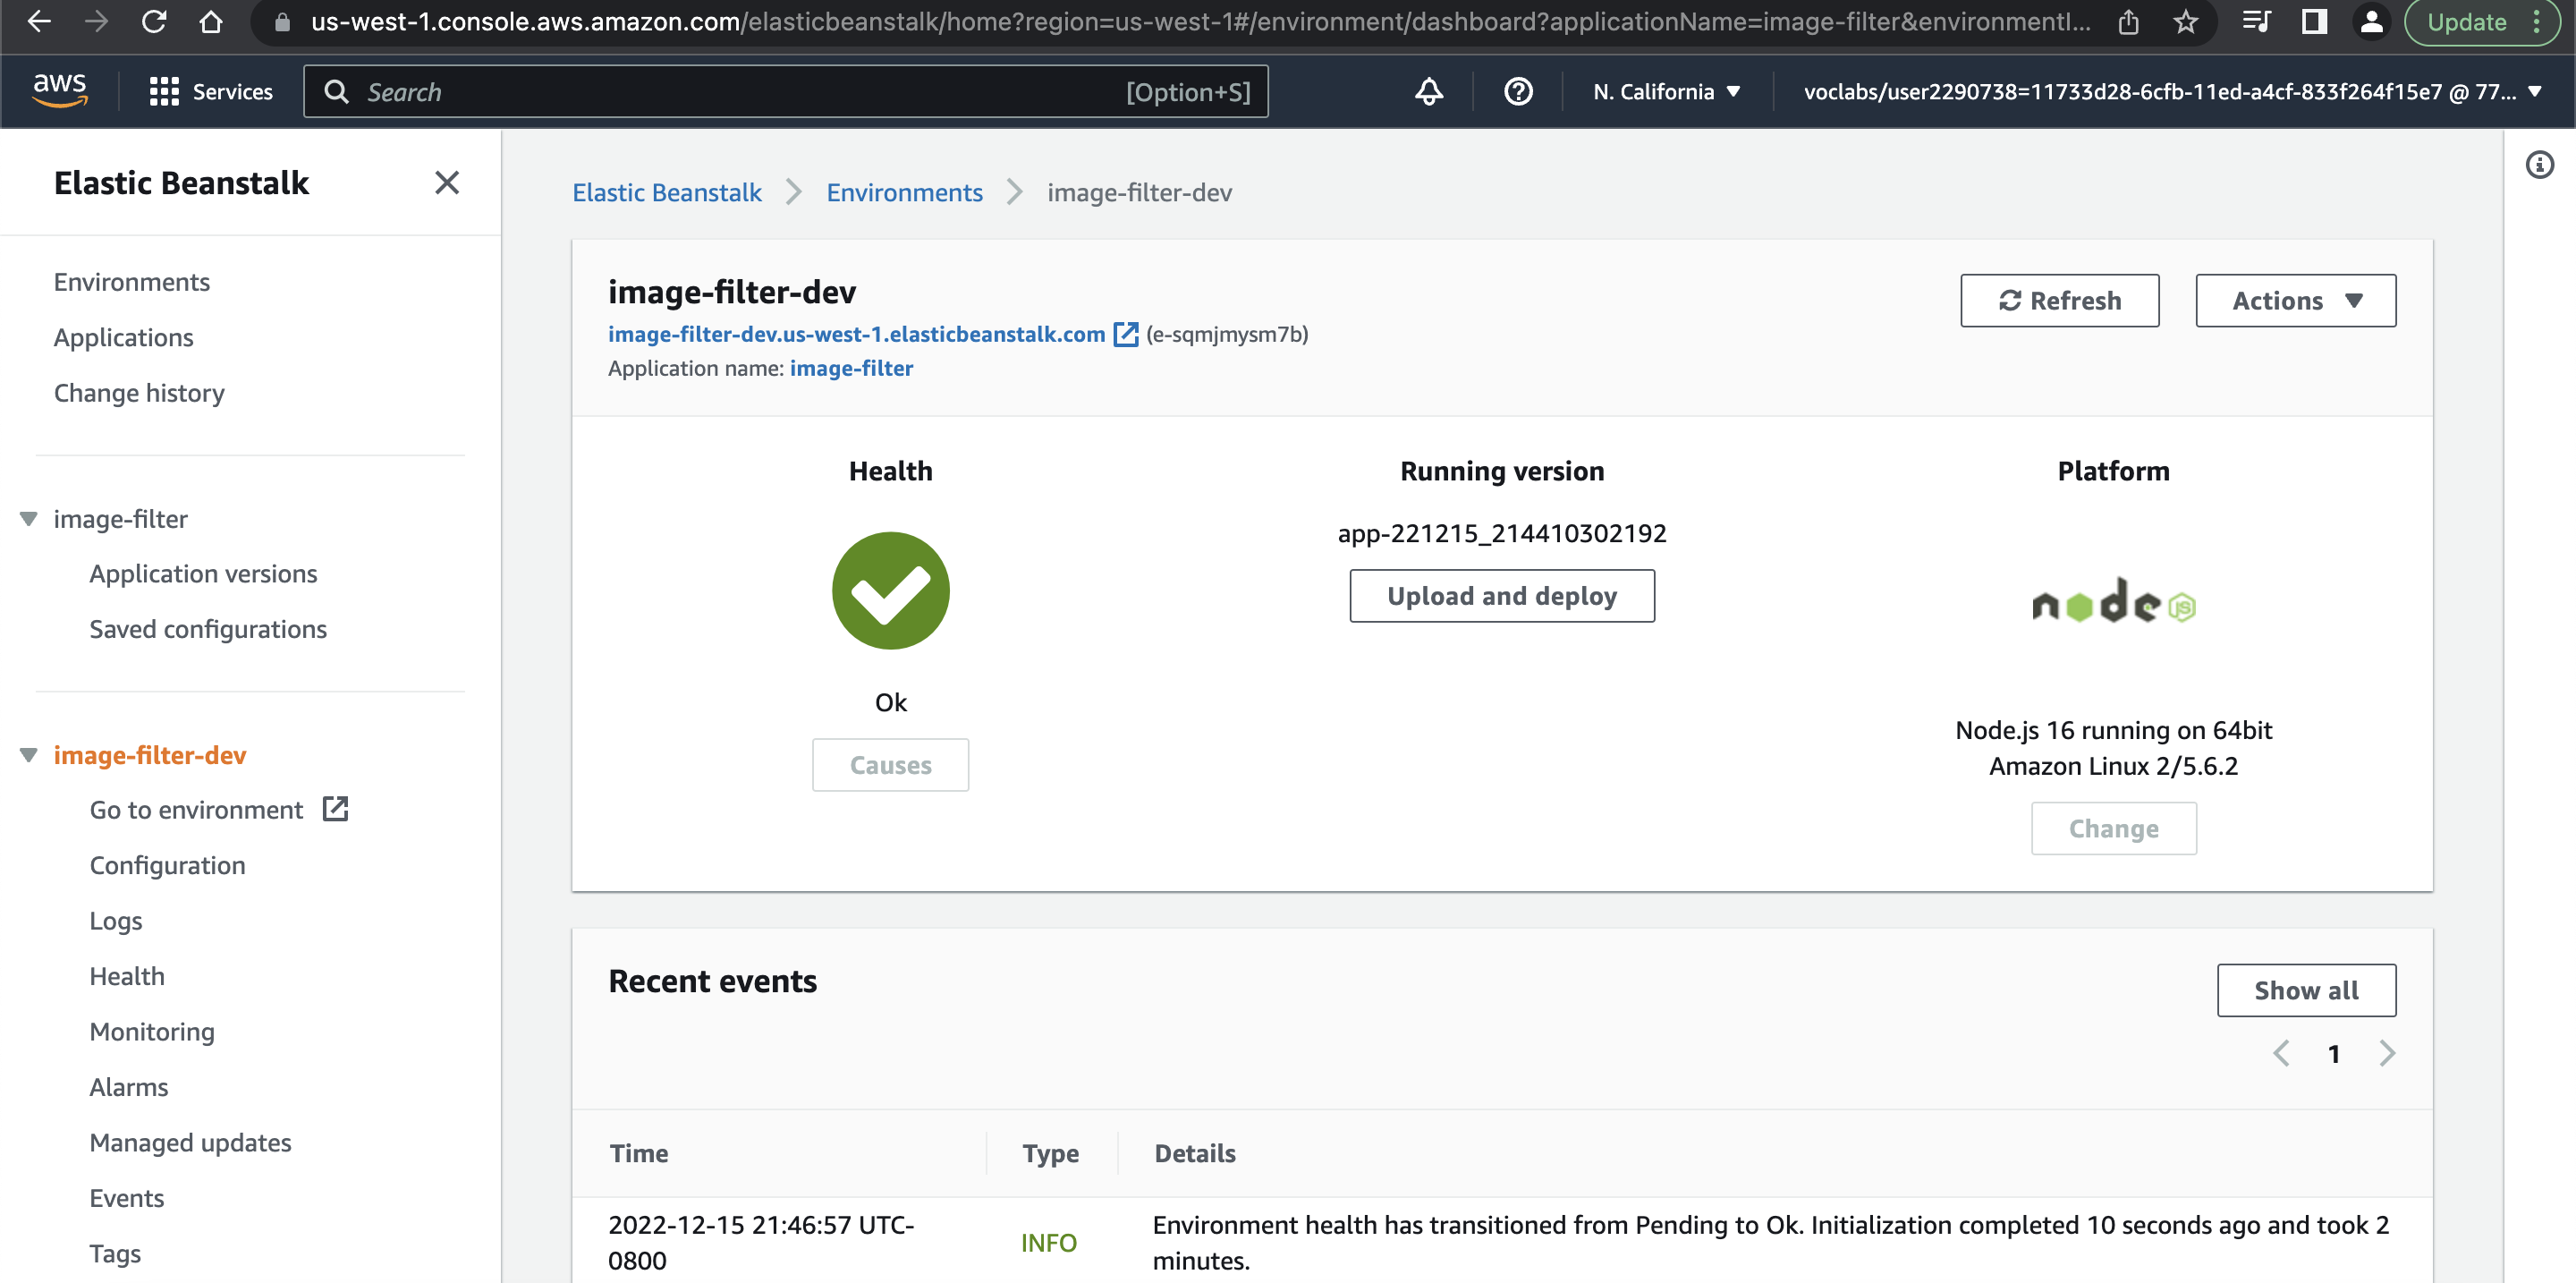 us-west-1.console.aws.amazon.com/elasticbeanstalk/home?region=us-west-1#/environment/dashboard?applicationName=image-filter&environmentI...
Update
aws
Services
Search
[Option+S]
N. California
voclabs/user2290738=11733d28-6cfb-11ed-a4cf-833f264f15e7 @ 77...
Elastic Beanstalk
Environments
Applications
Change history
image-filter
Application versions
Saved configurations
image-filter-dev
Go to environment
Configuration
Logs
Health
Monitoring
Alarms
Managed updates
Events
Tags
Elastic Beanstalk
Environments
image-filter-dev
image-filter-dev
image-filter-dev.us-west-1.elasticbeanstalk.com (e-sqmjmysm7b)
Application name: image-filter
Refresh
Actions
Health
Ok
Causes
Running version
app-221215_214410302192
Upload and deploy
Platform
node JS
Node.js 16 running on 64bit
Amazon Linux 2/5.6.2
Change
Recent events
Show all
1
Time
Type
Details
2022-12-15 21:46:57 UTC-
0800
INFO
Environment health has transitioned from Pending to Ok. Initialization completed 10 seconds ago and took 2
minutes.